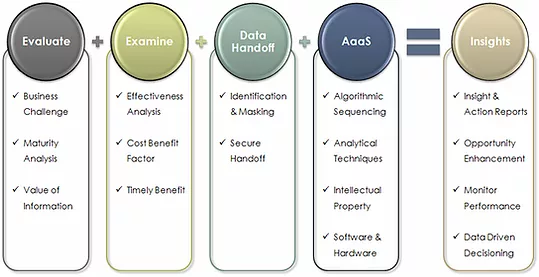 Evaluate
+
Examine
+
Data
Handoff
+
AaaS
=
Insights
✓ Business
Challenge
✓ Maturity
Analysis
✓ Value of
Information
✓ Effectiveness
Analysis
✓ Cost Benefit
Factor
✓ Timely Benefit
✓ Identification
& Masking
✓ Secure
Handoff
✓ Algorithmic
Sequencing
✓ Analytical
Techniques
✓ Intellectual
Property
✓ Software &
Hardware
✓ Insight &
Action Reports
✓ Opportunity
Enhancement
✓ Monitor
Performance
✓ Data Driven
Decisioning